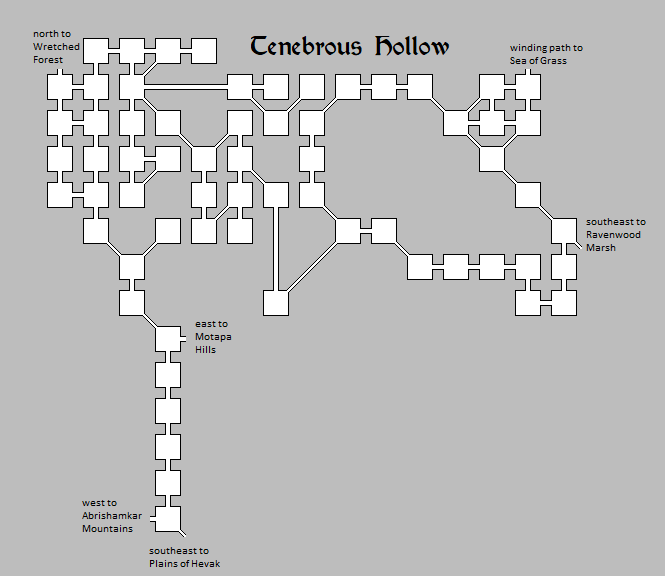 Tenebrous Hollow
north to
Wretched
Forest
winding path to
Sea of Grass
southeast to
Ravenwood
Marsh
east to
Motapa
Hills
west to
Abrishamkar
Mountains
southeast to
Plains of Hevak